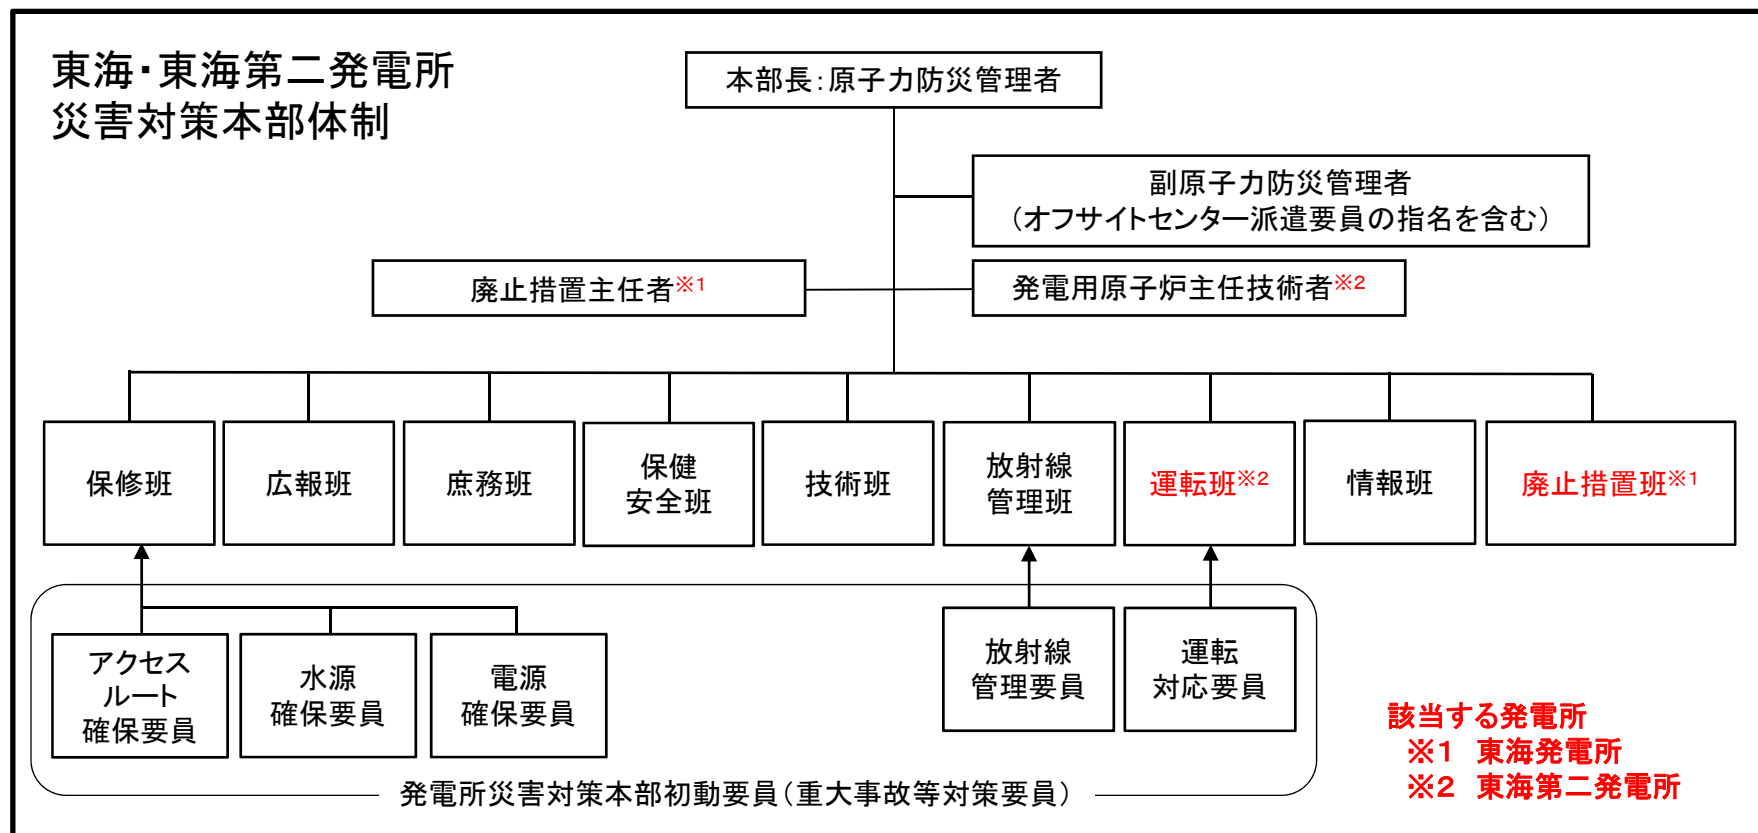 東海・東海第二発電所
災害対策本部体制
本部長：原子力防災管理者
副原子力防災管理者
（オフサイトセンター派遣要員の指名を含む）
廃止措置主任者※1
発電用原子炉主任技術者※2
保修班
広報班
庶務班
保健
安全班
技術班
放射線
管理班
運転班※2
情報班
廃止措置班※1
アクセス
ルート
確保要員
水源
確保要員
電源
確保要員
放射線
管理要員
運転
対応要員
発電所災害対策本部初動要員（重大事故等対策要員）
該当する発電所
※1　東海発電所
※2　東海第二発電所